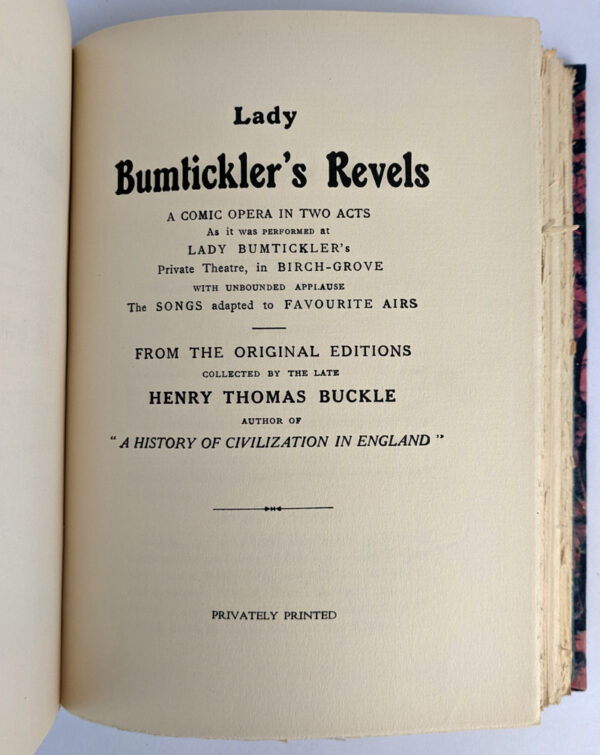 Lady
Bumtickler's Revels
A COMIC OPERA IN TWO ACTS
As it was PERFORMED at
LADY BUMTICKLER's
Private Theatre, in BIRCH-GROVE
WITH UNBOUNDED APPLAUSE
The SONGS adapted to FAVOURITE AIRS
FROM THE ORIGINAL EDITIONS
COLLECTED BY THE LATE
HENRY THOMAS BUCKLE
AUTHOR OF
"A HISTORY OF CIVILIZATION IN ENGLAND"
PRIVATELY PRINTED